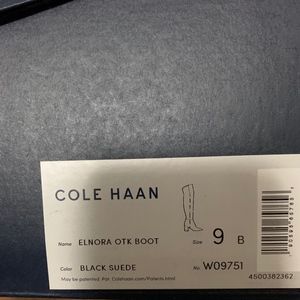 COLE HAAN
Name ELNORA OTK BOOT Size 9 B
Color BLACK SUEDE No. W09751
May be patented. Par Colehaan.com/Patents.html
4500382362